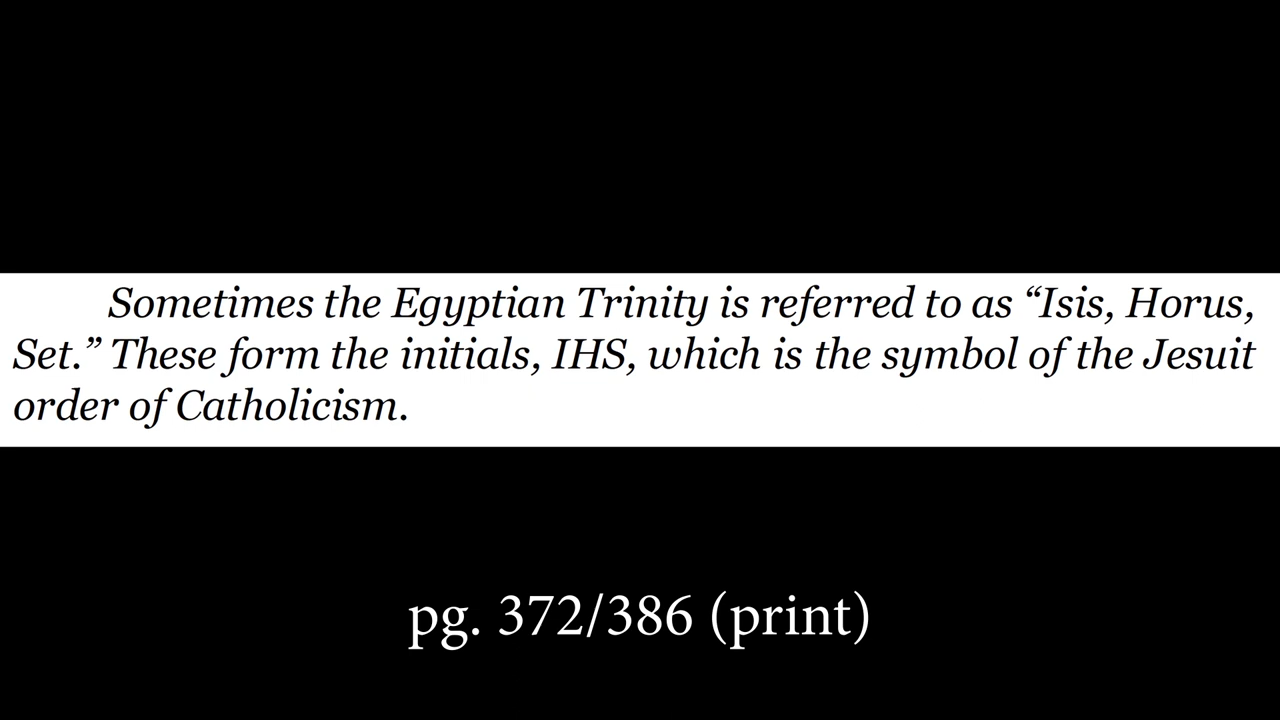 Sometimes the Egyptian Trinity is referred to as “Isis, Horus,
Set.” These form the initials, IHS, which is the symbol of the Jesuit
order of Catholicism.
pg. 372/386 (print)